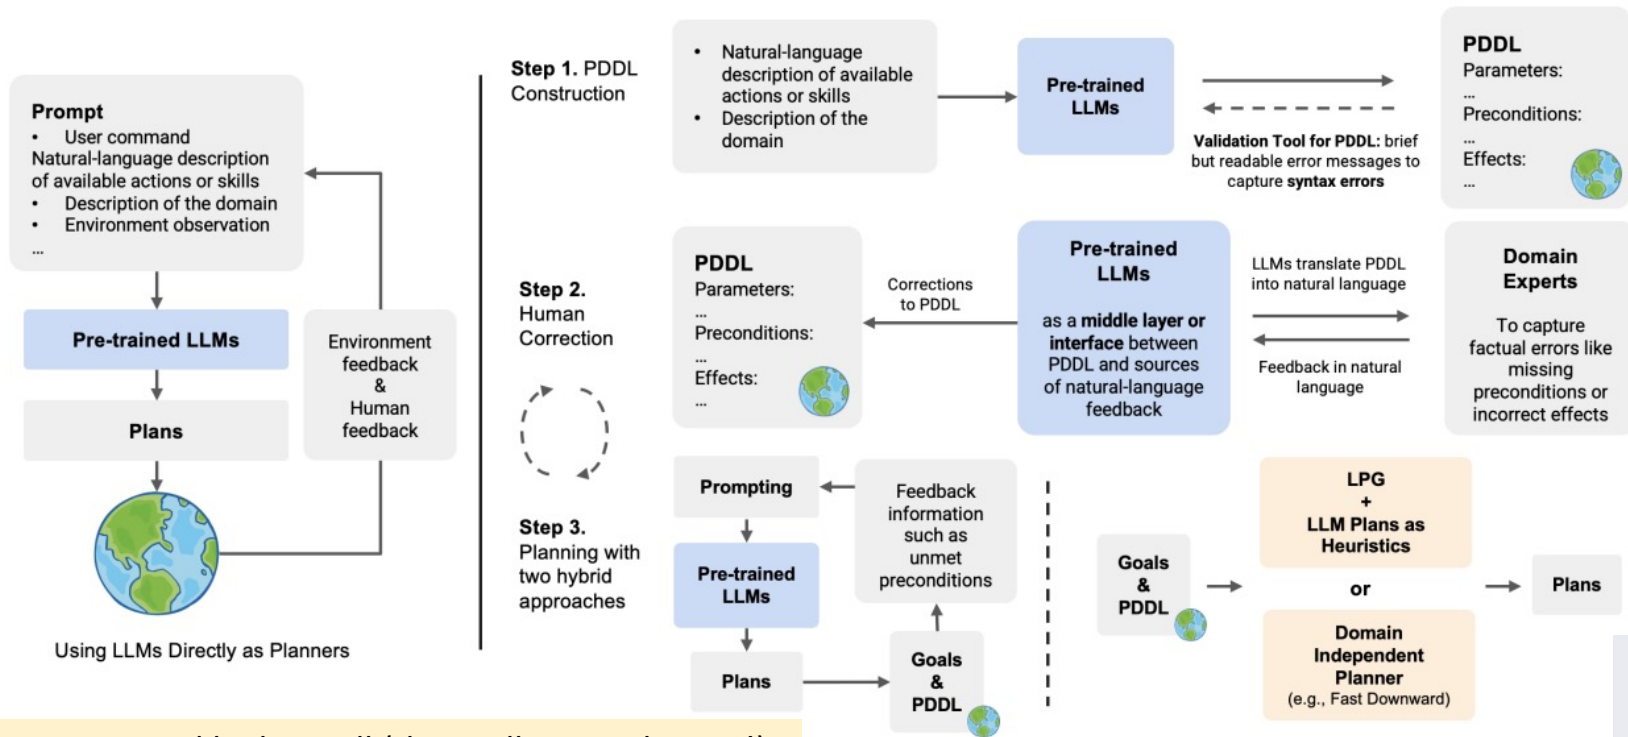 Prompt
• User command
Natural-language description
of available actions or skills
• Description of the domain
• Environment observation
...
Pre-trained LLMs
Plans
Environment
feedback
&
Human
feedback
Using LLMs Directly as Planners
Step 1. PDDL
Construction
• Natural-language
description of available
actions or skills
• Description of the
domain
Pre-trained
LLMs
Validation Tool for PDDL: brief
but readable error messages to
capture syntax errors
PDDL
Parameters:
...
Preconditions:
...
Effects:
...
Step 2.
Human
Correction
PDDL
Parameters:
...
Preconditions:
...
Effects:
...
Corrections
to PDDL
Pre-trained
LLMs
as a middle layer or
interface between
PDDL and sources
of natural-language
feedback
LLMs translate PDDL
into natural language
Feedback in natural
language
Domain
Experts
To capture
factual errors like
missing
preconditions or
incorrect effects
Step 3.
Planning with
two hybrid
approaches
Prompting
Pre-trained
LLMs
Plans
Feedback
information
such as
unmet
preconditions
Goals
&
PDDL
Goals
&
PDDL
LPG
+
LLM Plans as
Heuristics
or
Domain
Independent
Planner
(e.g., Fast Downward)
Plans